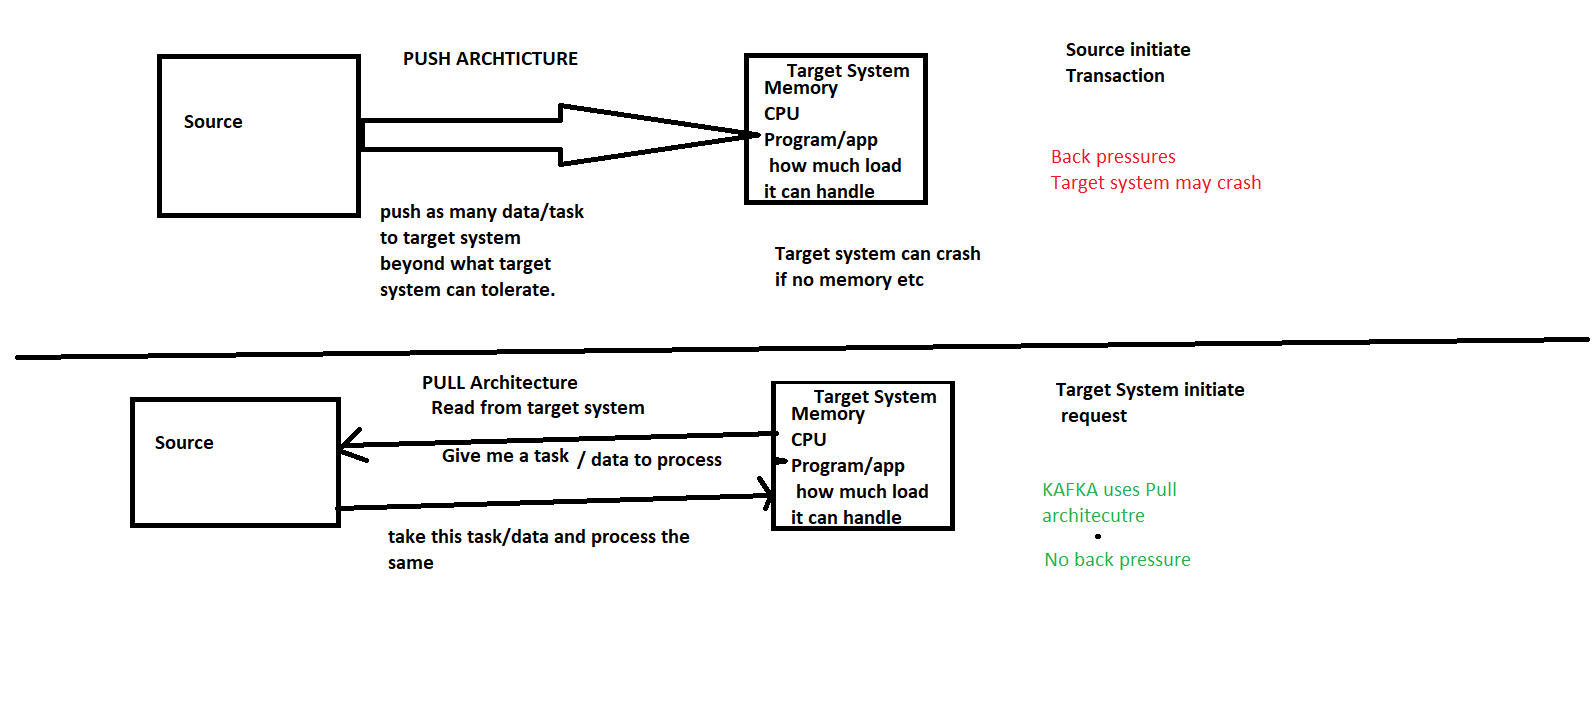 PUSH ARCHTICTURE
Source
Target System
Memory
CPU
Program/app
how much load
it can handle
Source initiate
Transaction
Back pressures
Target system may crash
push as many data/task
to target system
beyond what target
system can tolerate.
Target system can crash
if no memory etc
PULL Architecture
Read from target system
Source
Give me a task / data to process
take this task/data and process the
same
Target System
Memory
CPU
Program/app
how much load
it can handle
Target System initiate
request
KAFKA uses Pull
architecutre
No back pressure